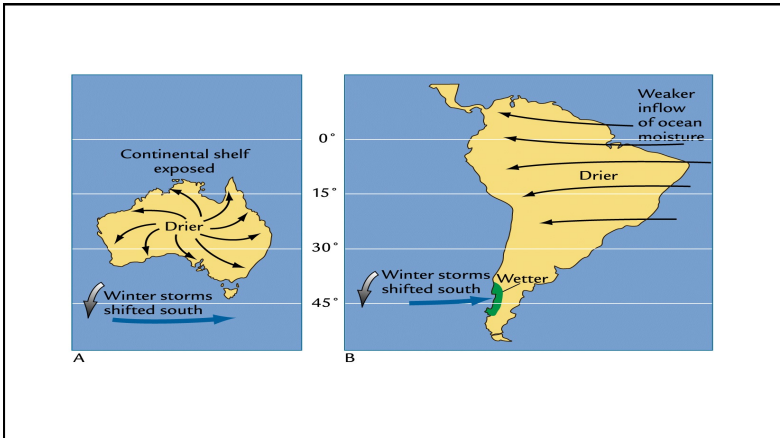 Continental shelf
exposed
Drier
Winter storms
shifted south
A
0°
15°
30°
45°
Weaker
inflow
of ocean
moisture
Drier
Wetter
Winter storms
shifted south
B